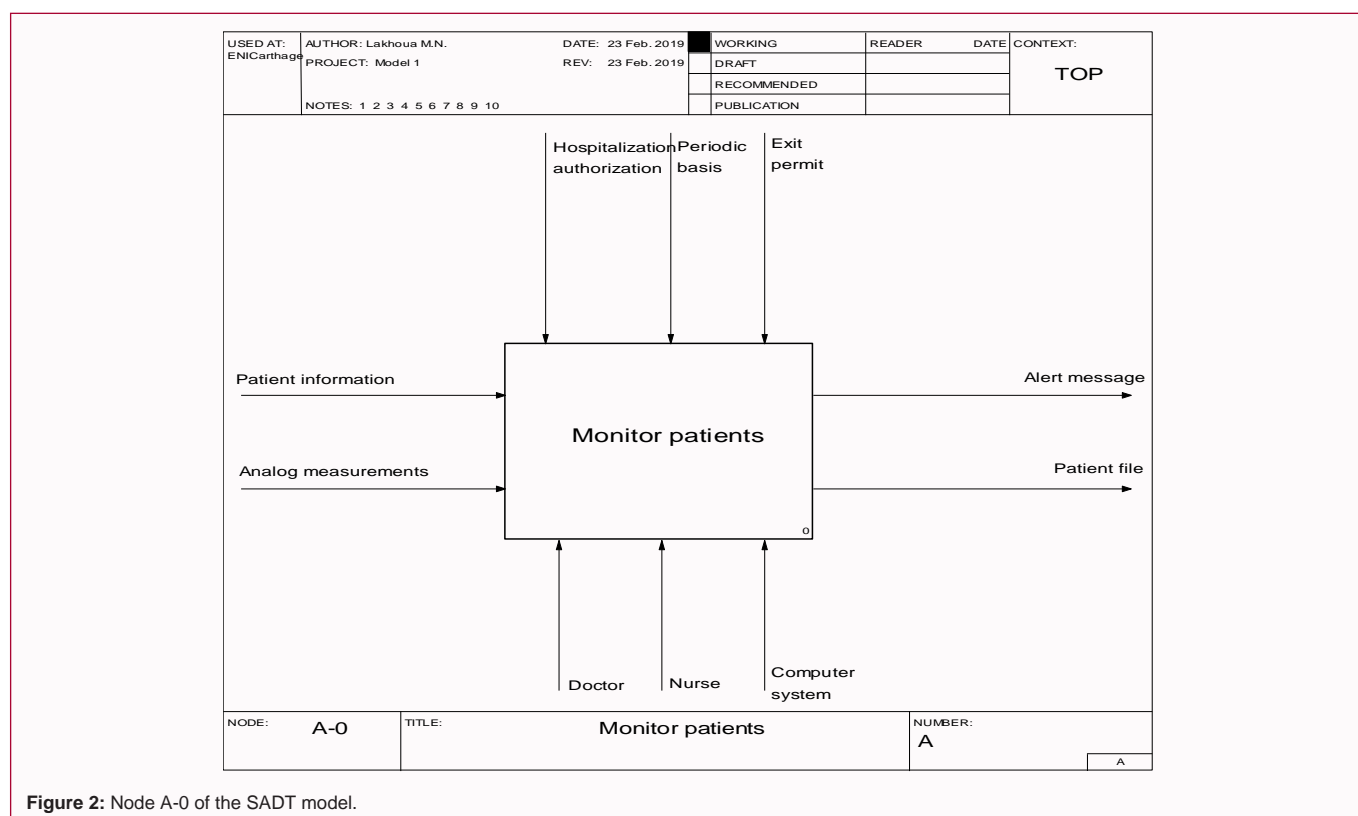 USED AT:
ENICarthage
AUTHOR: Lakhoua M.N.
DATE: 23 Feb. 2019
PROJECT: Model 1
REV: 23 Feb. 2019
NOTES: 1 2 3 4 5 6 7 8 9 10
WORKING
DRAFT
RECOMMENDED
PUBLICATION
READER DATE
CONTEXT:
TOP
Hospitalization
authorization
Periodic
basis
Exit
permit
Patient information
Analog measurements
Monitor patients
0
Alert message
Patient file
Doctor
Nurse
Computer
system
NODE: A-0
TITLE: Monitor patients
NUMBER:
A
A
Figure 2: Node A-0 of the SADT model.